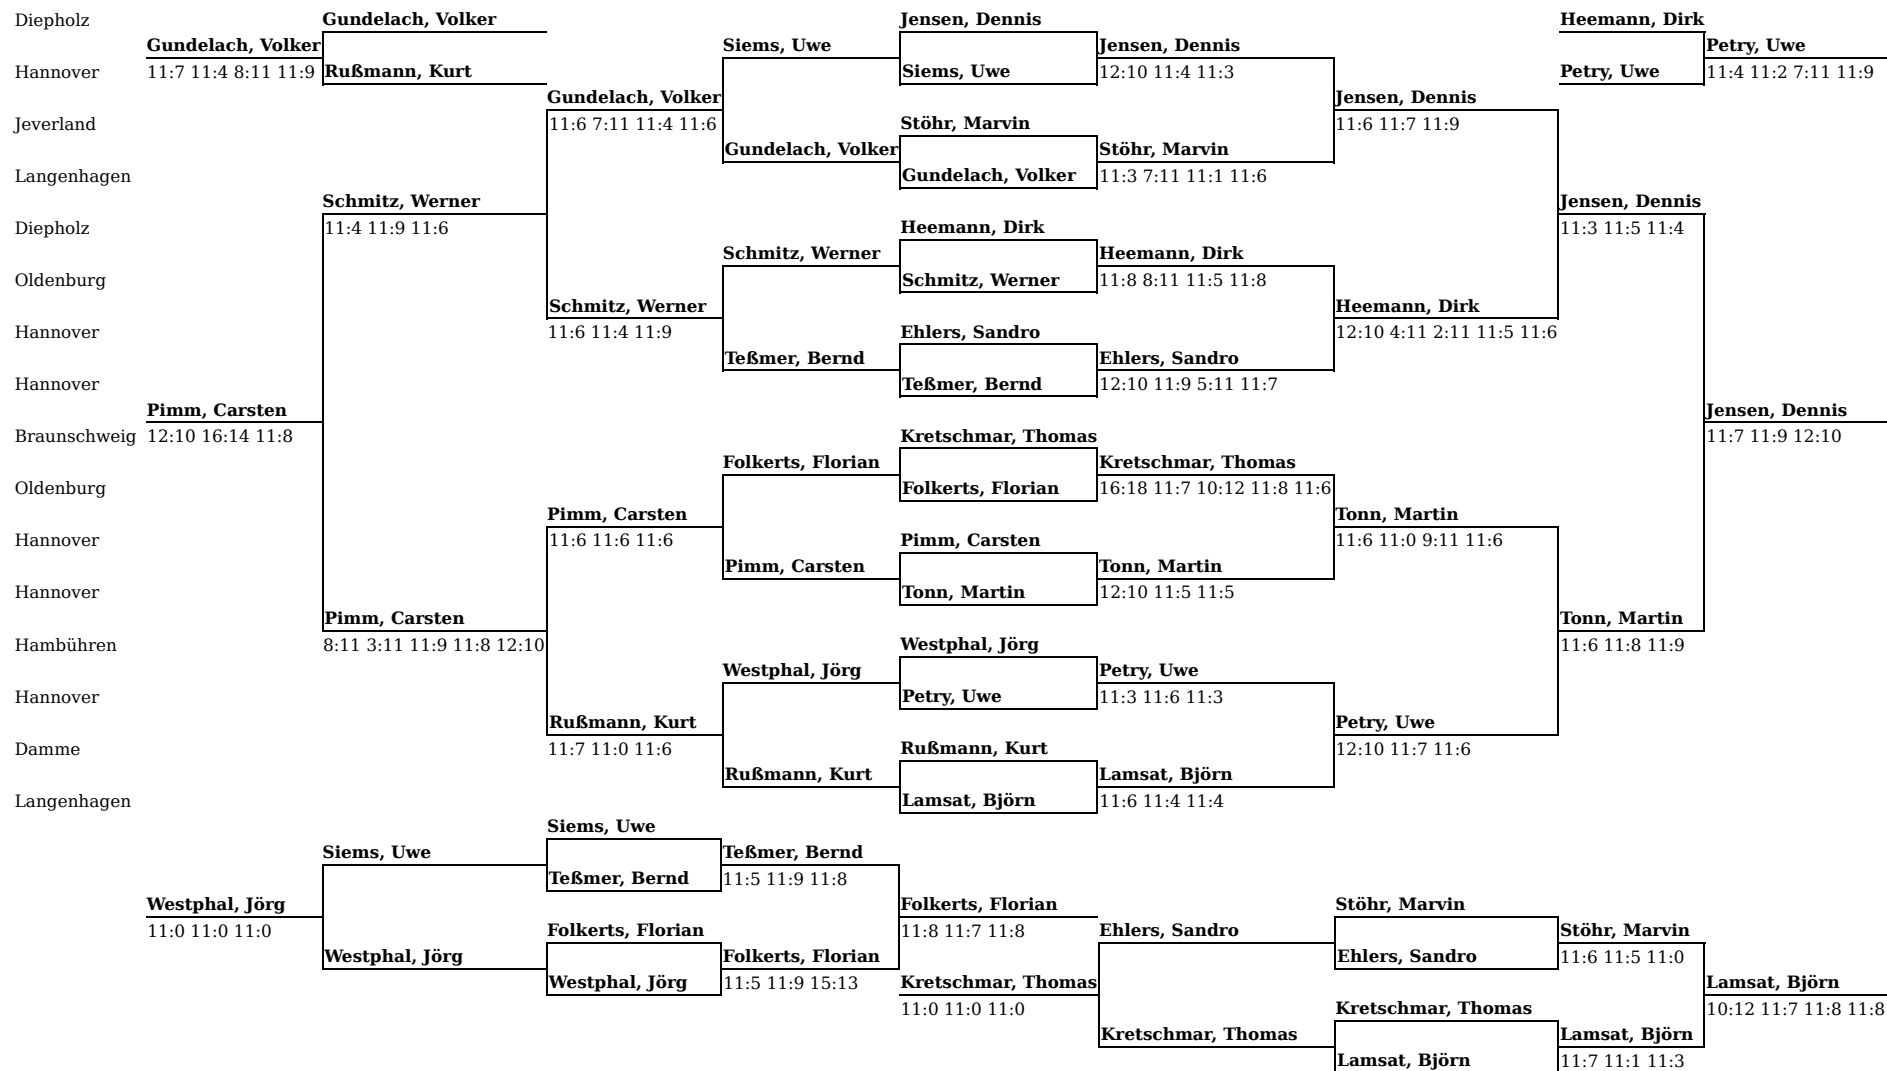 Diepholz Gundelach, Volker Jensen, Dennis Heemann, Dirk
Gundelach, Volker Siems, Uwe Jensen, Dennis Petry, Uwe
Hannover 11:7 11:4 8:11 11:9 Rußmann, Kurt Siems, Uwe 12:10 11:4 11:3 Petry, Uwe 11:4 11:2 7:11 11:9
Gundelach, Volker Jensen, Dennis
Jeverland 11:6 7:11 11:4 11:6 Stöhr, Marvin 11:6 11:7 11:9
Gundelach, Volker Stöhr, Marvin
Langenhagen Gundelach, Volker 11:3 7:11 11:1 11:6
Schmitz, Werner Jensen, Dennis
Diepholz 11:4 11:9 11:6 Heemann, Dirk 11:3 11:5 11:4
Schmitz, Werner Heemann, Dirk
Oldenburg Schmitz, Werner 11:8 8:11 11:5 11:8
Schmitz, Werner Heemann, Dirk
Hannover 11:6 11:4 11:9 Ehlers, Sandro 12:10 4:11 2:11 11:5 11:6
Teßmer, Bernd Ehlers, Sandro
Hannover Teßmer, Bernd 12:10 11:9 5:11 11:7
Pimm, Carsten Jensen, Dennis
Braunschweig 12:10 16:14 11:8 Kretschmar, Thomas 11:7 11:9 12:10
Folkerts, Florian Kretschmar, Thomas
Oldenburg Folkerts, Florian 16:18 11:7 10:12 11:8 11:6
Pimm, Carsten Tonn, Martin
Hannover 11:6 11:6 11:6 Pimm, Carsten 11:6 11:0 9:11 11:6
Pimm, Carsten Tonn, Martin
Hannover Tonn, Martin 12:10 11:5 11:5
Pimm, Carsten Tonn, Martin
Hambühren 8:11 3:11 11:9 11:8 12:10 Westphal, Jörg 11:6 11:8 11:9
Westphal, Jörg Petry, Uwe
Hannover Petry, Uwe 11:3 11:6 11:3
Rußmann, Kurt Petry, Uwe
Damme 11:7 11:0 11:6 Rußmann, Kurt 12:10 11:7 11:6
Rußmann, Kurt Lamsat, Björn
Langenhagen Lamsat, Björn 11:6 11:4 11:4
Siems, Uwe
Siems, Uwe Teßmer, Bernd
Teßmer, Bernd 11:5 11:9 11:8
Westphal, Jörg Folkerts, Florian Stöhr, Marvin
11:0 11:0 11:0 Folkerts, Florian 11:8 11:7 11:8 Ehlers, Sandro Stöhr, Marvin
Westphal, Jörg Folkerts, Florian Ehlers, Sandro 11:6 11:5 11:0
Westphal, Jörg 11:5 11:9 15:13 Kretschmar, Thomas Lamsat, Björn
11:0 11:0 11:0 Kretschmar, Thomas 10:12 11:7 11:8 11:8
Kretschmar, Thomas Lamsat, Björn
Lamsat, Björn 11:7 11:1 11:3